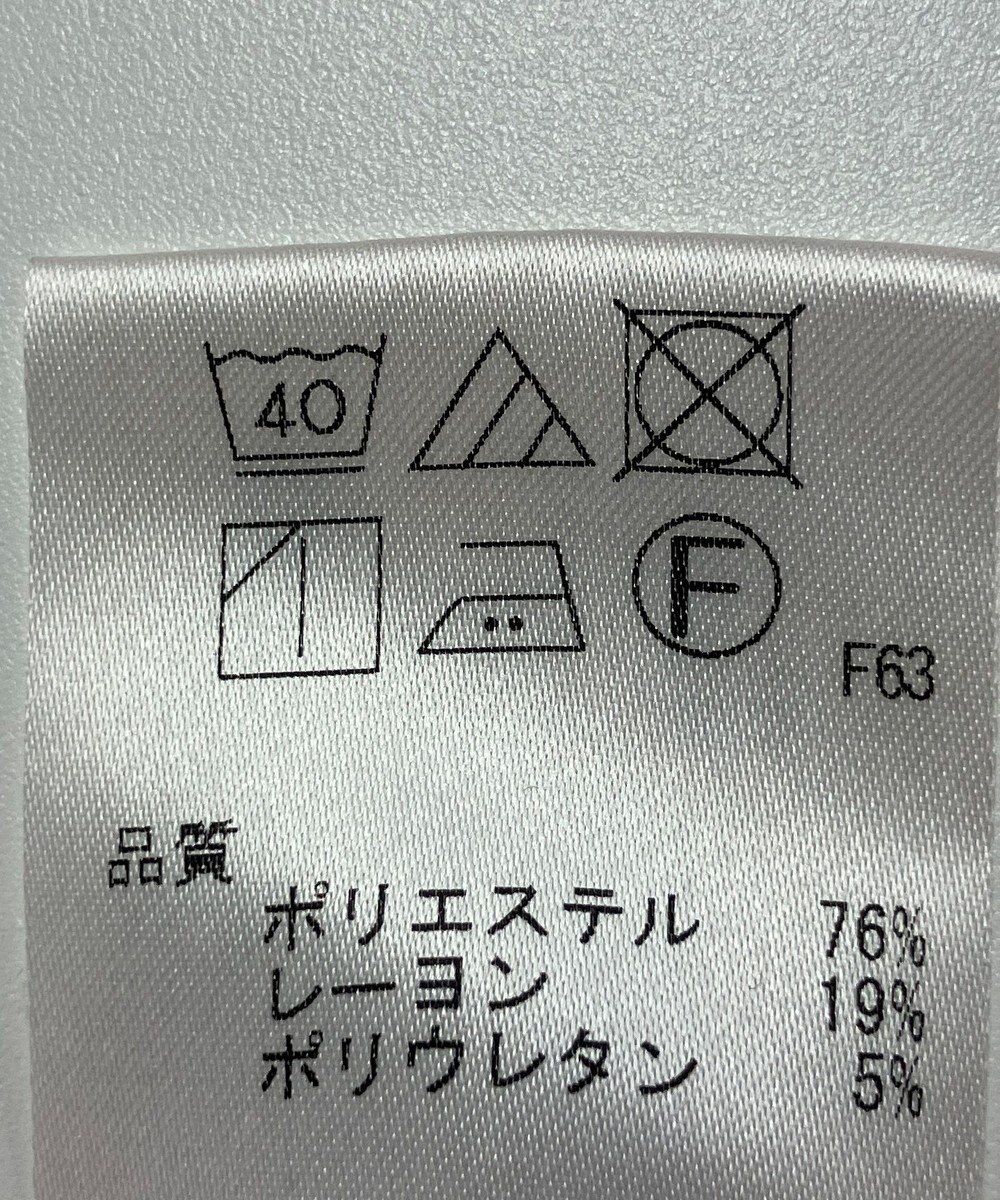 40
F
F63
品質
ポリエステル 76%
レーヨン 19%
ポリウレタン 5%